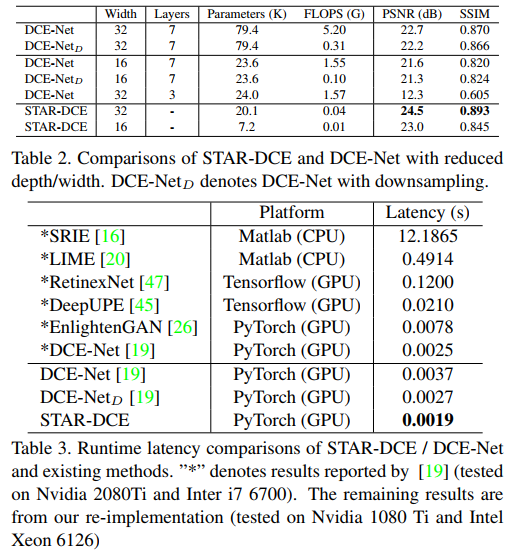 Width Layers Parameters (K) FLOPS (G) PSNR (dB) SSIM
DCE-Net 32 7 79.4 5.20 22.7 0.870
DCE-NetD 32 7 79.4 0.31 22.2 0.866
DCE-Net 16 7 23.6 1.55 21.6 0.820
DCE-NetD 16 7 23.6 0.10 21.3 0.824
DCE-Net 32 3 24.0 1.57 12.3 0.605
STAR-DCE 32 - 20.1 0.04 24.5 0.893
STAR-DCE 16 - 7.2 0.01 23.0 0.845
Table 2. Comparisons of STAR-DCE and DCE-Net with reduced
depth/width. DCE-NetD denotes DCE-Net with downsampling.
Platform Latency (s)
*SRIE [16] Matlab (CPU) 12.1865
*LIME [20] Matlab (CPU) 0.4914
*RetinexNet [47] Tensorflow (GPU) 0.1200
*DeepUPE [45] Tensorflow (GPU) 0.0210
*EnlightenGAN [26] PyTorch (GPU) 0.0078
*DCE-Net [19] PyTorch (GPU) 0.0025
DCE-Net [19] PyTorch (GPU) 0.0037
DCE-NetD [19] PyTorch (GPU) 0.0027
STAR-DCE PyTorch (GPU) 0.0019
Table 3. Runtime latency comparisons of STAR-DCE / DCE-Net
and existing methods. ”*” denotes results reported by [19] (tested
on Nvidia 2080Ti and Inter i7 6700). The remaining results are
from our re-implementation (tested on Nvidia 1080 Ti and Intel
Xeon 6126)